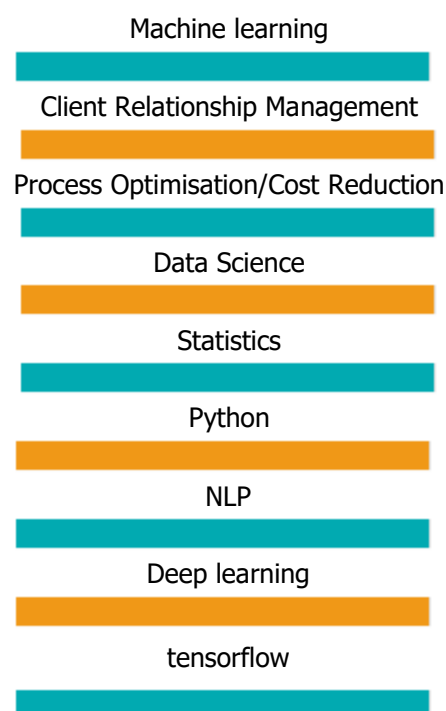 Machine learning
Client Relationship Management
Process Optimisation/Cost Reduction
Data Science
Statistics
Python
NLP
Deep learning
tensorflow